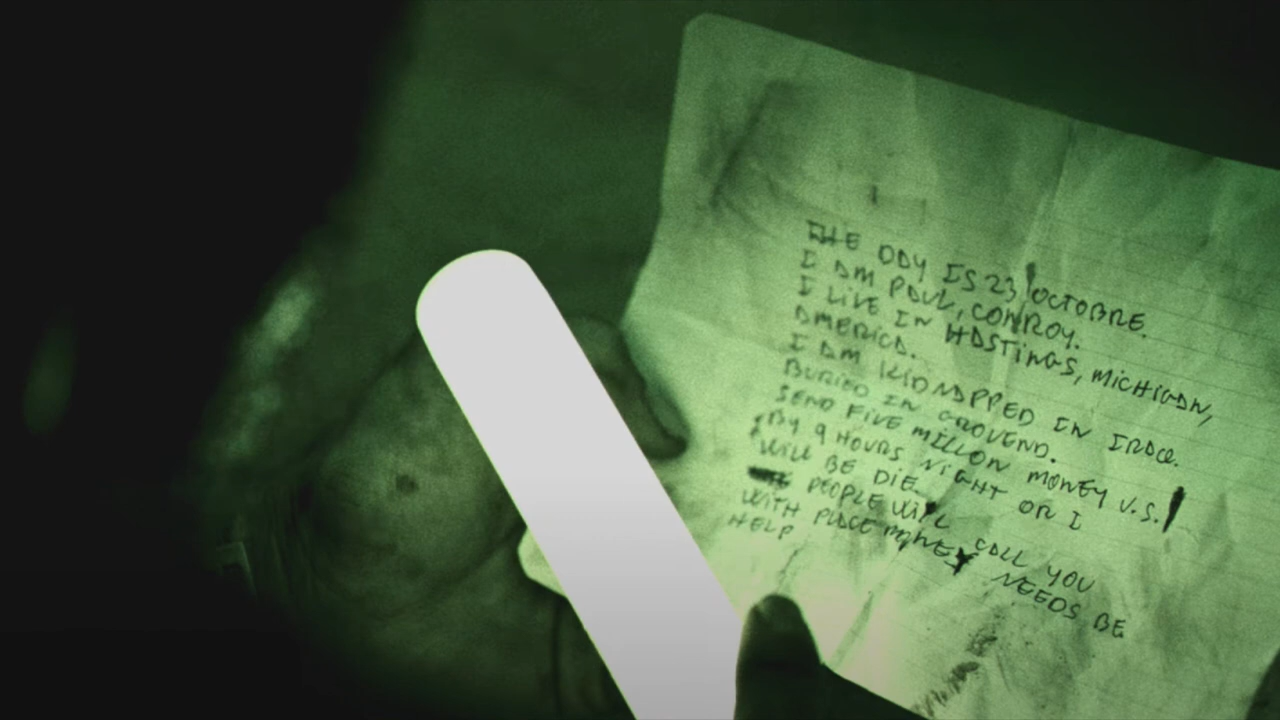 THE DAY IS 23 OCTOBRE.
I AM PAUL, CONROY.
I LIVE IN HASTINGS, MICHIGAN,
AMERICA.
I AM KIDNAPPED IN IRAQ.
BURIED IN GROVEND.
SEND FIVE MILLON MONEY U.S.
BY 9 HOURS NIGHT OR I
WILL BE DIE.
PEOPLE WILL CALL YOU
WITH PLACE MONEY NEEDS BE
HELP